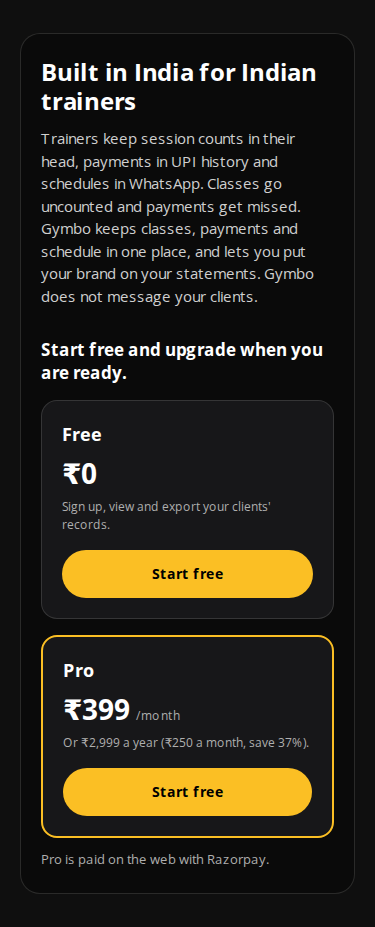 Built in India for Indian
trainers
Trainers keep session counts in their
head, payments in UPI history and
schedules in WhatsApp. Classes go
uncounted and payments get missed.
Gymbo keeps classes, payments and
schedule in one place, and lets you put
your brand on your statements. Gymbo
does not message your clients.
Start free and upgrade when you
are ready.
Free
₹0
Sign up, view and export your clients'
records.
Start free
Pro
₹399 /month
Or ₹2,999 a year (₹250 a month, save 37%).
Start free
Pro is paid on the web with Razorpay.